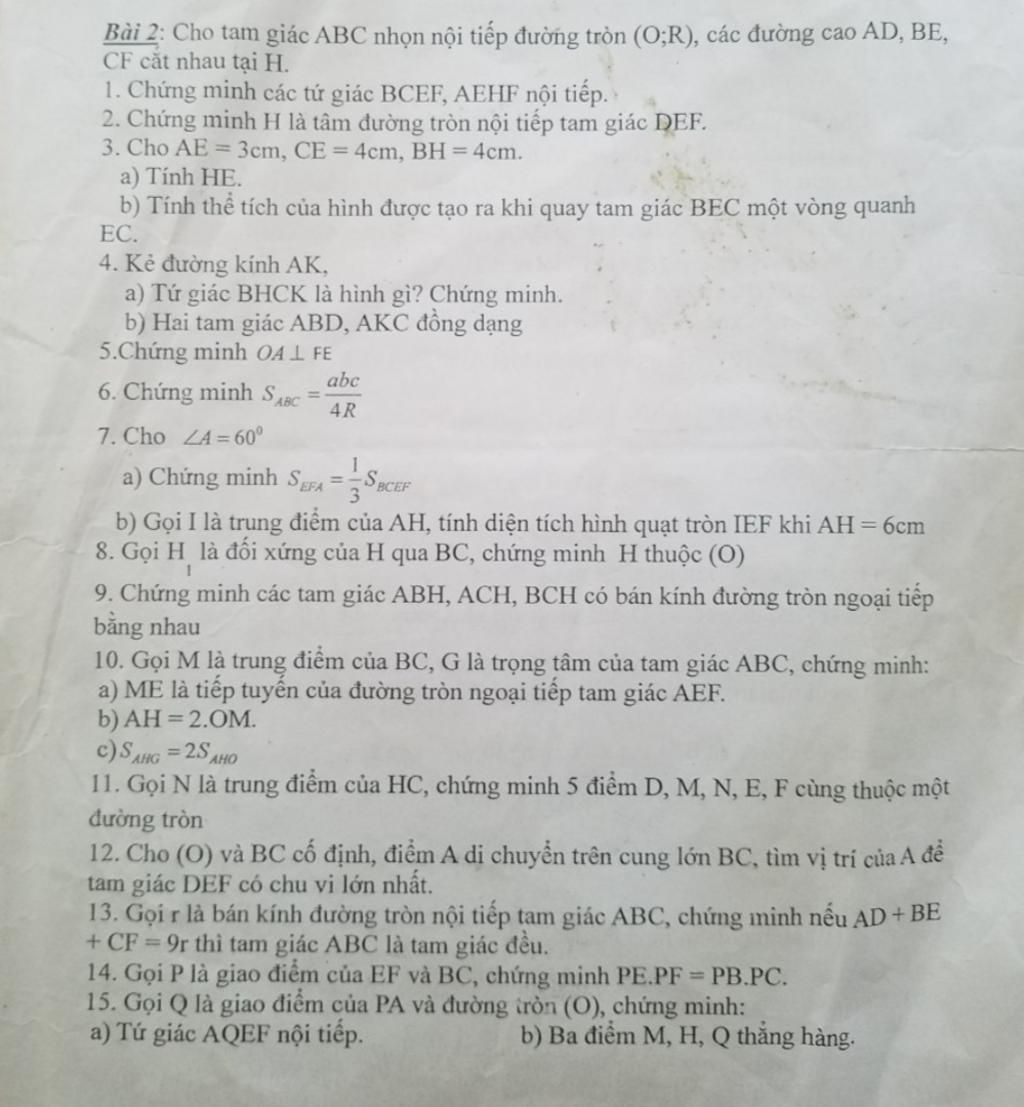 Bài 2: Cho tam giác ABC nhọn nội tiếp đường tròn (O;R), các đường cao AD, BE,
CF cắt nhau tại H.
1. Chứng minh các tứ giác BCEF, AEHF nội tiếp.
2. Chứng minh H là tâm đường tròn nội tiếp tam giác DEF.
3. Cho AE = 3cm, CE = 4cm, BH = 4cm.
a) Tính HE.
b) Tính thể tích của hình được tạo ra khi quay tam giác BEC một vòng quanh
EC.
4. Kẻ đường kính AK,
a) Tứ giác BHCK là hình gì? Chứng minh.
b) Hai tam giác ABD, AKC đồng dạng
5.Chứng minh OA ⊥ FE
6. Chứng minh S_ABC = abc/4R
7. Cho ∠A = 60⁰
a) Chứng minh S_EFA = 1/3 S_BCEF
b) Gọi I là trung điểm của AH, tính diện tích hình quạt tròn IEF khi AH = 6cm
8. Gọi H₁ là đối xứng của H qua BC, chứng minh H thuộc (O)
9. Chứng minh các tam giác ABH, ACH, BCH có bán kính đường tròn ngoại tiếp
bằng nhau
10. Gọi M là trung điểm của BC, G là trọng tâm của tam giác ABC, chứng minh:
a) ME là tiếp tuyến của đường tròn ngoại tiếp tam giác AEF.
b) AH = 2.OM.
c) S_AHG = 2S_AHO
11. Gọi N là trung điểm của HC, chứng minh 5 điểm D, M, N, E, F cùng thuộc một
đường tròn
12. Cho (O) và BC cố định, điểm A di chuyển trên cung lớn BC, tìm vị trí của A để
tam giác DEF có chu vi lớn nhất.
13. Gọi r là bán kính đường tròn nội tiếp tam giác ABC, chứng minh nếu AD + BE
+ CF = 9r thì tam giác ABC là tam giác đều.
14. Gọi P là giao điểm của EF và BC, chứng minh PE.PF = PB.PC.
15. Gọi Q là giao điểm của PA và đường tròn (O), chứng minh:
a) Tứ giác AQEF nội tiếp. b) Ba điểm M, H, Q thẳng hàng.